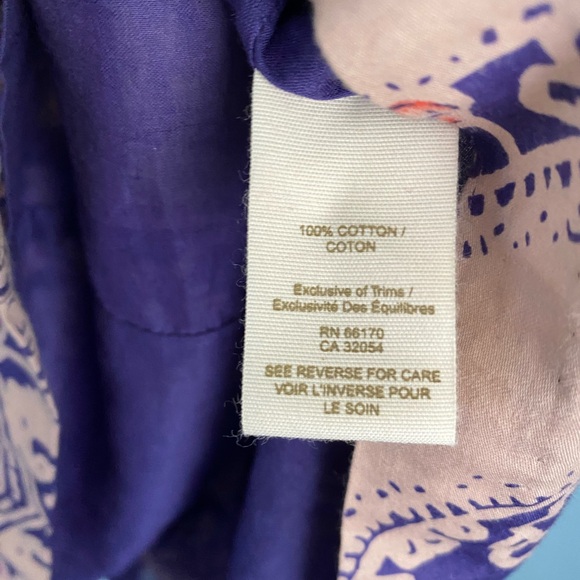 100% COTTON /
COTON
Exclusive of Trims /
Exclusivité Des Équilibres
RN 66170
CA 32054
SEE REVERSE FOR CARE
VOIR L'INVERSE POUR
LE SOIN